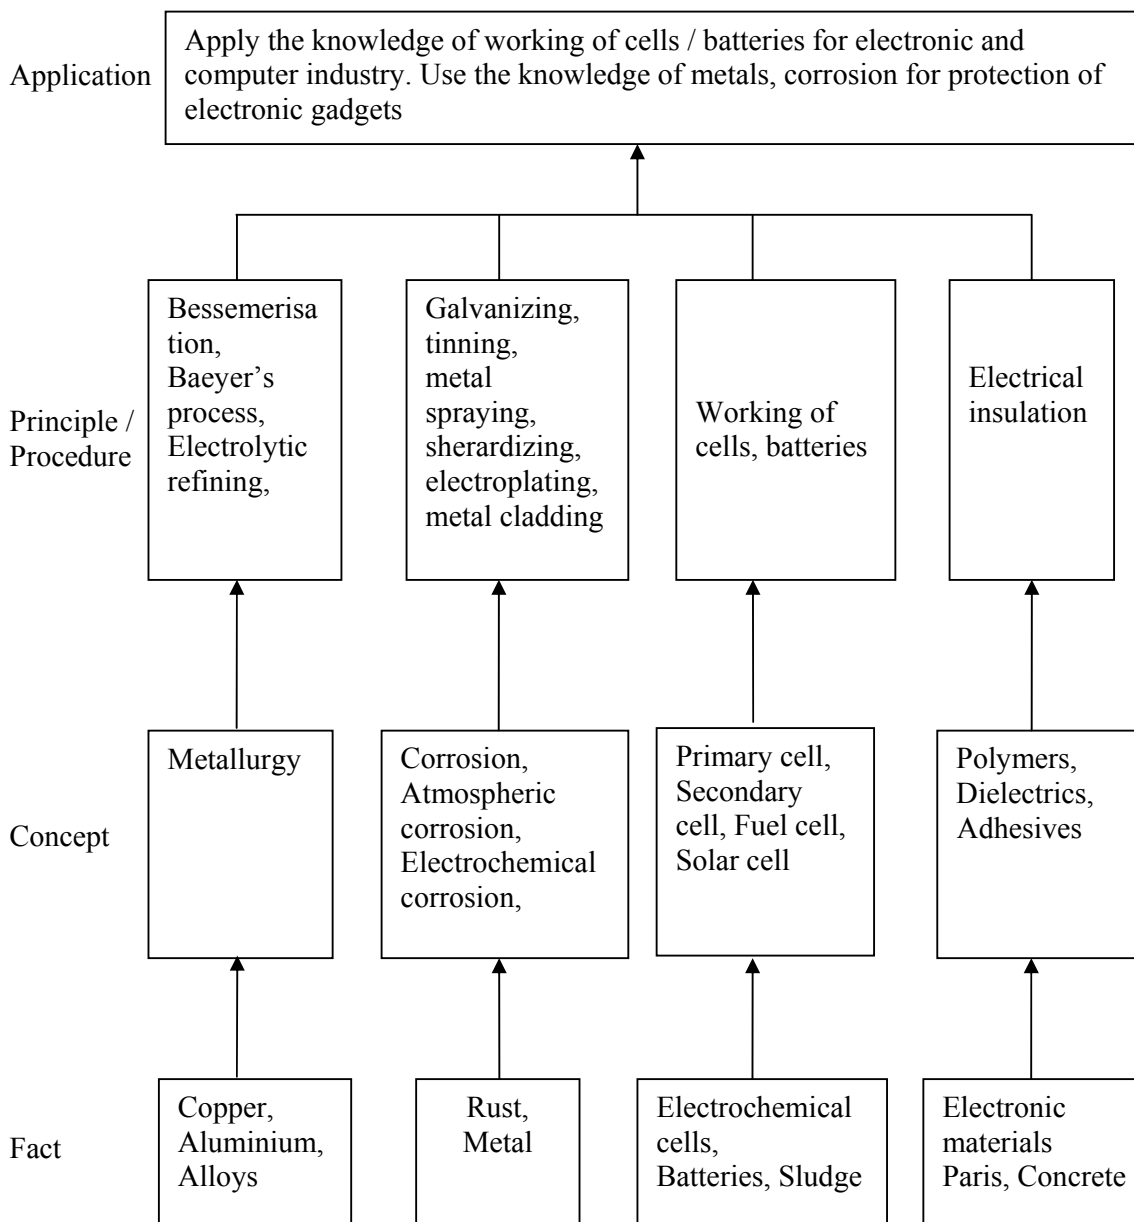 Application
Apply the knowledge of working of cells / batteries for electronic and
computer industry. Use the knowledge of metals, corrosion for protection of
electronic gadgets
Principle /
Procedure
Bessemerisa
tion,
Baeyer’s
process,
Electrolytic
refining,
Galvanizing,
tinning,
metal
spraying,
sherardizing,
electroplating,
metal cladding
Working of
cells, batteries
Electrical
insulation
Concept
Metallurgy
Corrosion,
Atmospheric
corrosion,
Electrochemical
corrosion,
Primary cell,
Secondary
cell, Fuel cell,
Solar cell
Polymers,
Dielectrics,
Adhesives
Fact
Copper,
Aluminium,
Alloys
Rust,
Metal
Electrochemical
cells,
Batteries, Sludge
Electronic
materials
Paris, Concrete